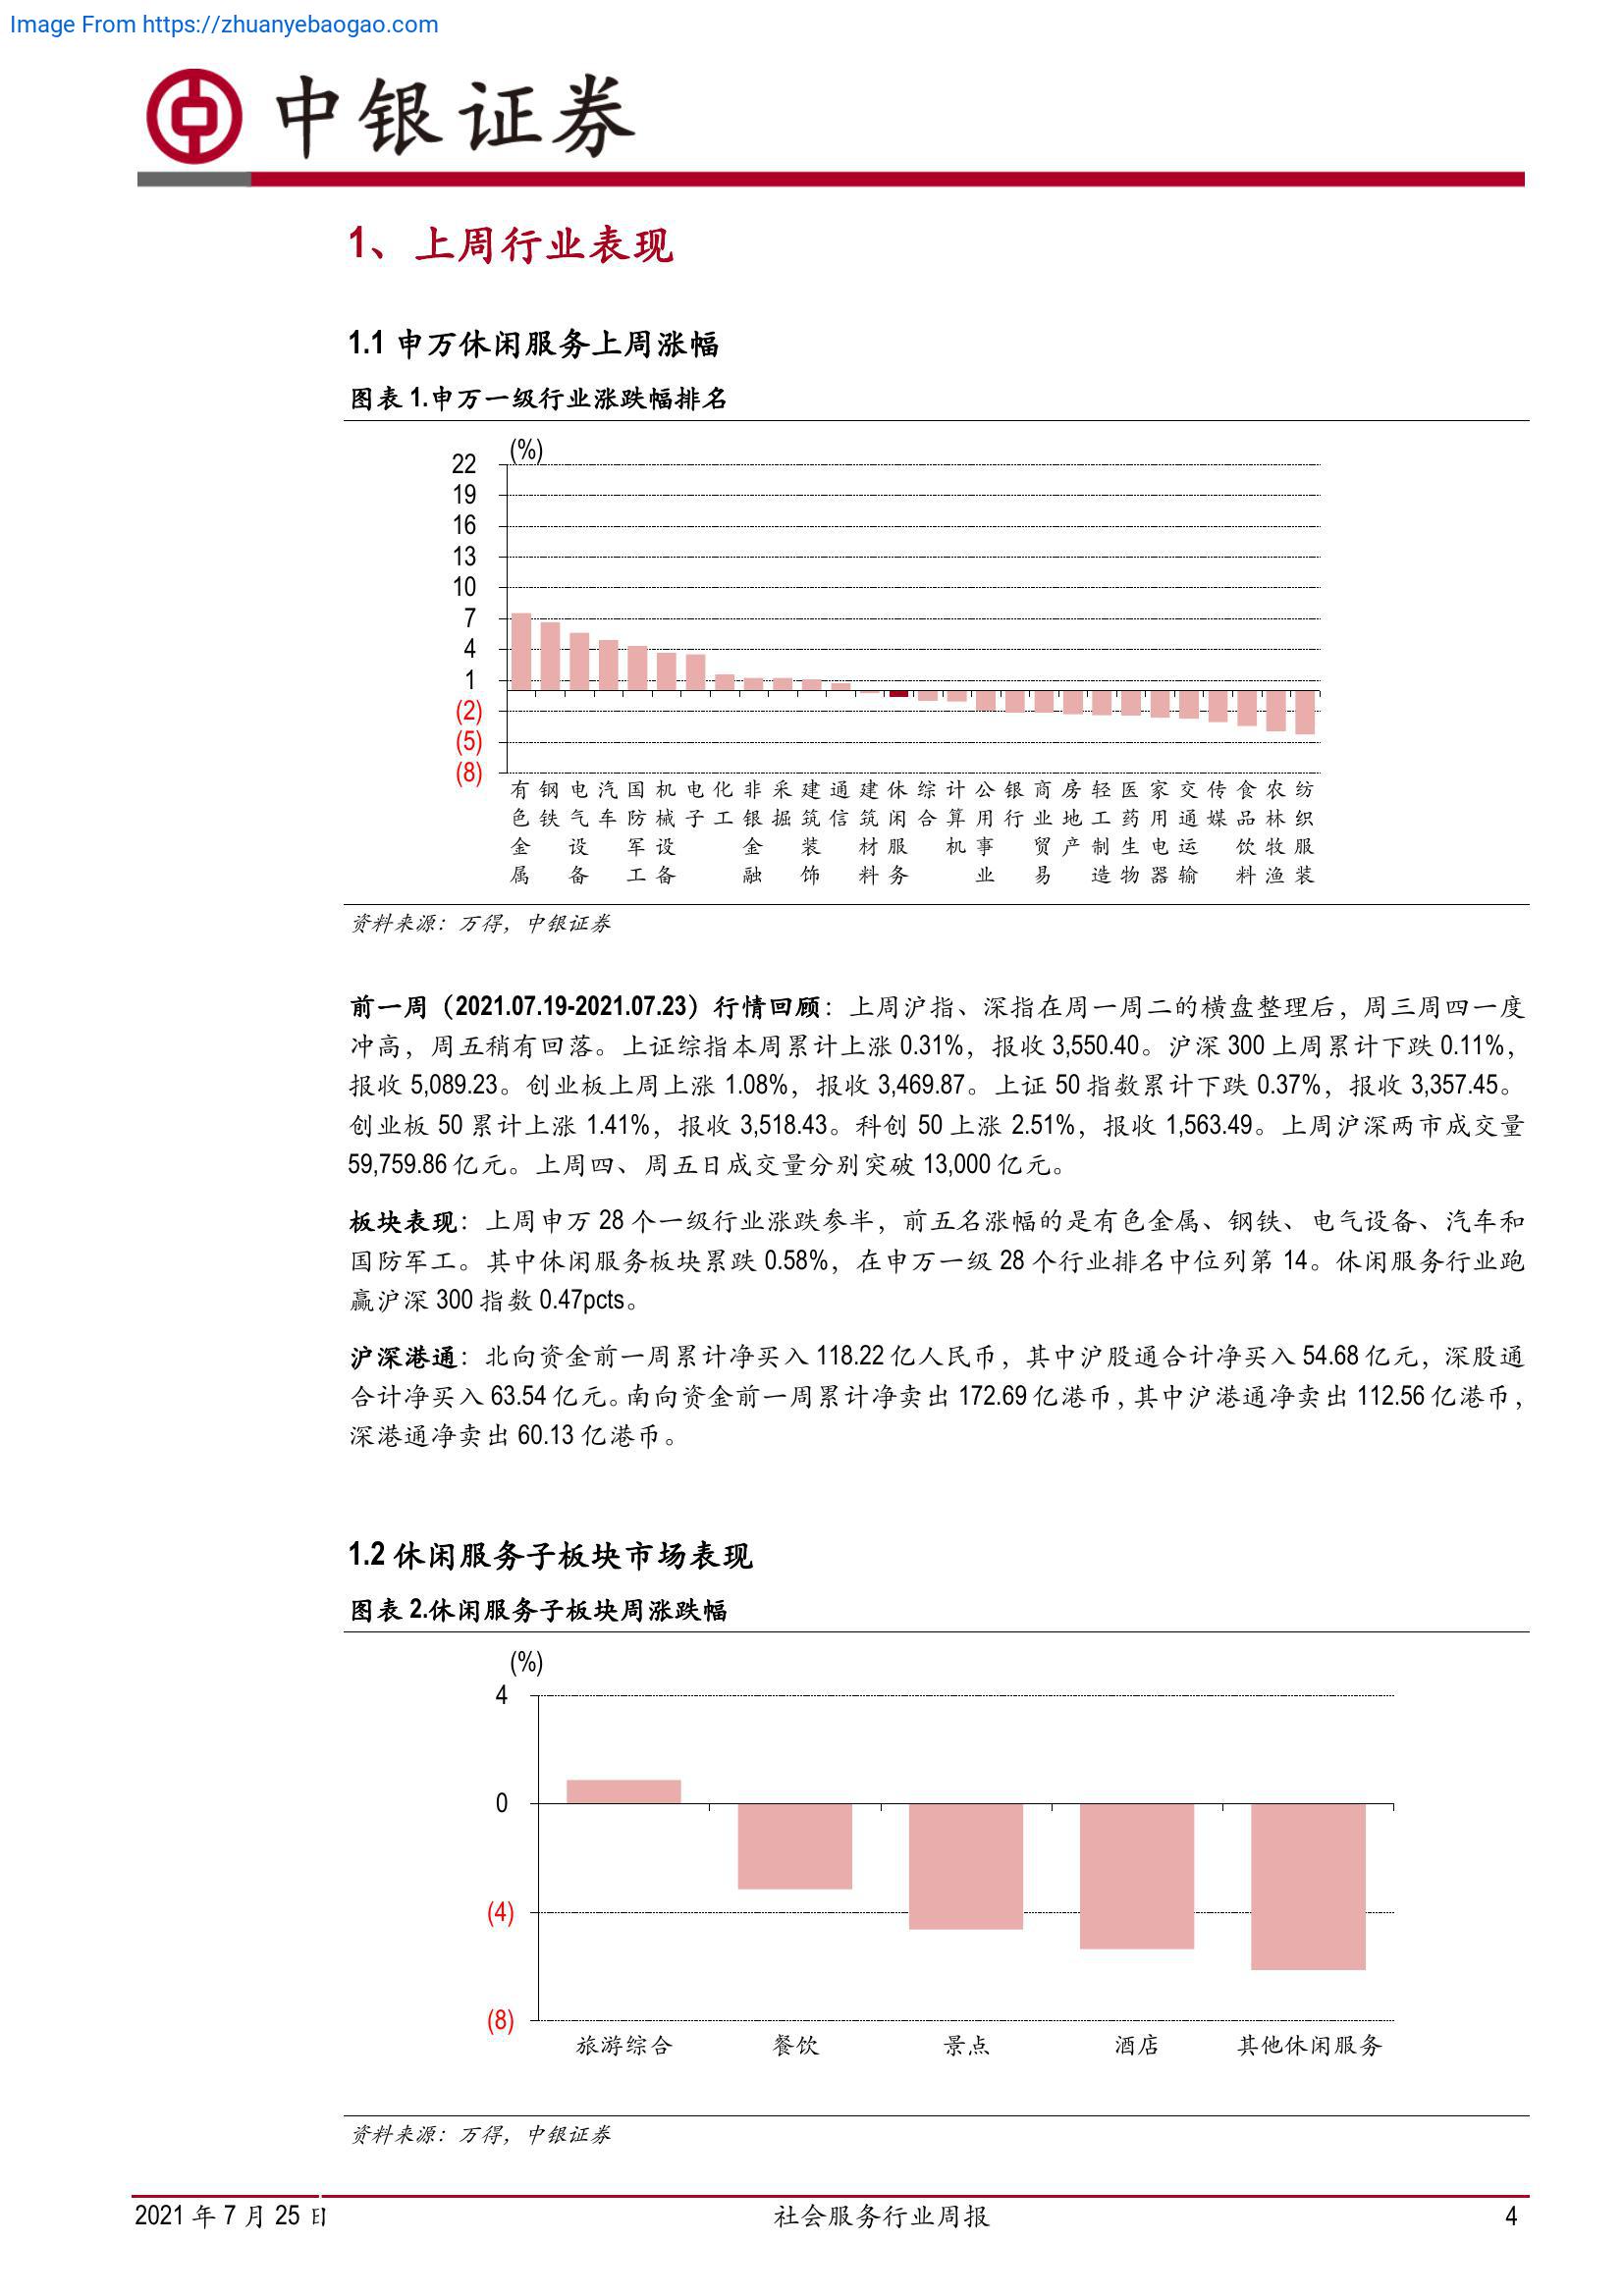 Image From https://zhuanyebaogao.com
中银证券
1、上周行业表现
1.1 申万休闲服务上周涨幅
图表 1.申万一级行业涨跌幅排名
(%)
22
19
16
13
10
7
4
1
(2)
(5)
(8)
有色金属
钢铁
电气设备
汽车
国防军工
机械设备
电子
化工
非银金融
采掘
建筑装饰
通信
建筑材料
休闲服务
综合
计算机
公用事业
银行
商业贸易
房地产
轻工制造
医药生物
家用电器
交通运输
传媒
食品饮料
农林牧渔
纺织服装
资料来源：万得，中银证券
前一周（2021.07.19-2021.07.23）行情回顾：上周沪指、深指在周一周二的横盘整理后，周三周四一度
冲高，周五稍有回落。上证综指本周累计上涨 0.31%，报收 3,550.40。沪深 300 上周累计下跌 0.11%，
报收 5,089.23。创业板上周上涨 1.08%，报收 3,469.87。上证 50 指数累计下跌 0.37%，报收 3,357.45。
创业板 50 累计上涨 1.41%，报收 3,518.43。科创 50 上涨 2.51%，报收 1,563.49。上周沪深两市成交量
59,759.86 亿元。上周四、周五日成交量分别突破 13,000 亿元。
板块表现：上周申万 28 个一级行业涨跌参半，前五名涨幅的是有色金属、钢铁、电气设备、汽车和
国防军工。其中休闲服务板块累跌 0.58%，在申万一级 28 个行业排名中位列第 14。休闲服务行业跑
赢沪深 300 指数 0.47pcts。
沪深港通：北向资金前一周累计净买入 118.22 亿人民币，其中沪股通合计净买入 54.68 亿元，深股通
合计净买入 63.54 亿元。南向资金前一周累计净卖出 172.69 亿港币，其中沪港通净卖出 112.56 亿港币，
深港通净卖出 60.13 亿港币。
1.2 休闲服务子板块市场表现
图表 2.休闲服务子板块周涨跌幅
(%)
4
0
(4)
(8)
旅游综合 餐饮 景点 酒店 其他休闲服务
资料来源：万得，中银证券
2021 年 7 月 25 日 社会服务行业周报 4